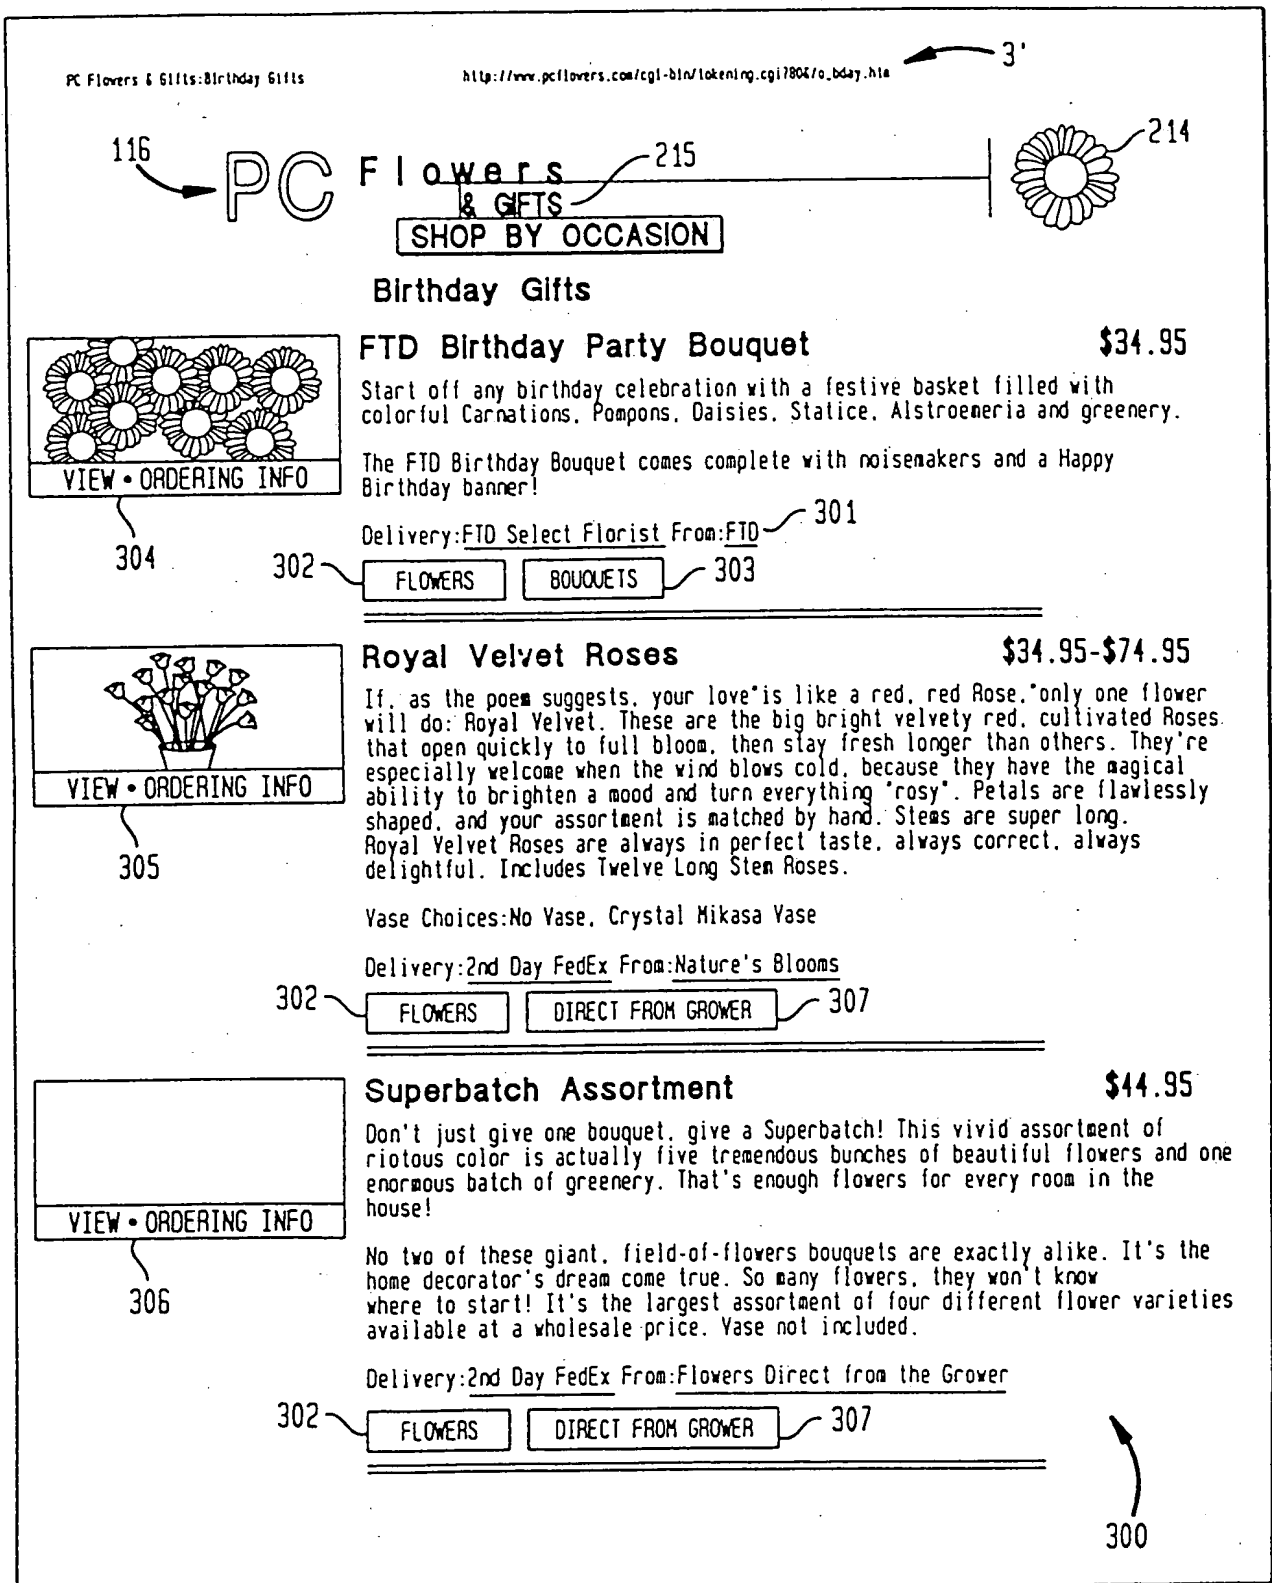 PC Flowers & Gifts:Birthday Gifts
3'
116
PC Flowers
215
214
& GIFTS
SHOP BY OCCASION
Birthday Gifts
FTD Birthday Party Bouquet $34.95
Start off any birthday celebration with a festive basket filled with
colorful Carnations, Pompons, Daisies, Statice, Alstroemeria and greenery.
The FTD Birthday Bouquet comes complete with noisemakers and a Happy
Birthday banner!
VIEW • ORDERING INFO
304
Delivery:FTD Select Florist From:FTD
301
302
FLOWERS
BOUQUETS
303
Royal Velvet Roses $34.95-$74.95
If, as the poem suggests, your love"is like a red, red Rose,"only one flower
will do: Royal Velvet. These are the big bright velvety red, cultivated Roses
that open quickly to full bloom, then stay fresh longer than others. They're
especially welcome when the wind blows cold, because they have the magical
ability to brighten a mood and turn everything "rosy". Petals are flawlessly
shaped, and your assortment is matched by hand. Stems are super long.
Royal Velvet Roses are always in perfect taste, always correct, always
delightful. Includes Twelve Long Stem Roses.
VIEW • ORDERING INFO
305
Vase Choices:No Vase, Crystal Mikasa Vase
Delivery:2nd Day FedEx From:Nature's Blooms
302
FLOWERS
DIRECT FROM GROWER
307
Superbatch Assortment $44.95
Don't just give one bouquet, give a Superbatch! This vivid assortment of
riotous color is actually five tremendous bunches of beautiful flowers and one
enormous batch of greenery. That's enough flowers for every room in the
house!
VIEW • ORDERING INFO
306
No two of these giant, field-of-flowers bouquets are exactly alike. It's the
home decorator's dream come true. So many flowers, they won't know
where to start! It's the largest assortment of four different flower varieties
available at a wholesale price. Vase not included.
Delivery:2nd Day FedEx From:Flowers Direct from the Grower
302
FLOWERS
DIRECT FROM GROWER
307
300